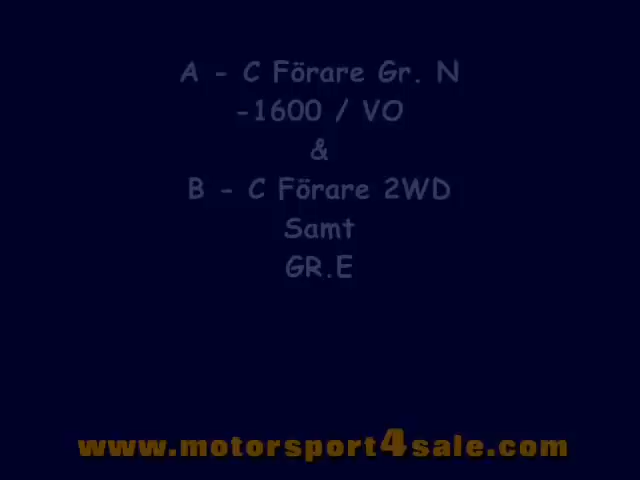 A - C Förare Gr. N
-1600 / VO
&
B - C Förare 2WD
Samt
GR.E
www.motorsport4sale.com